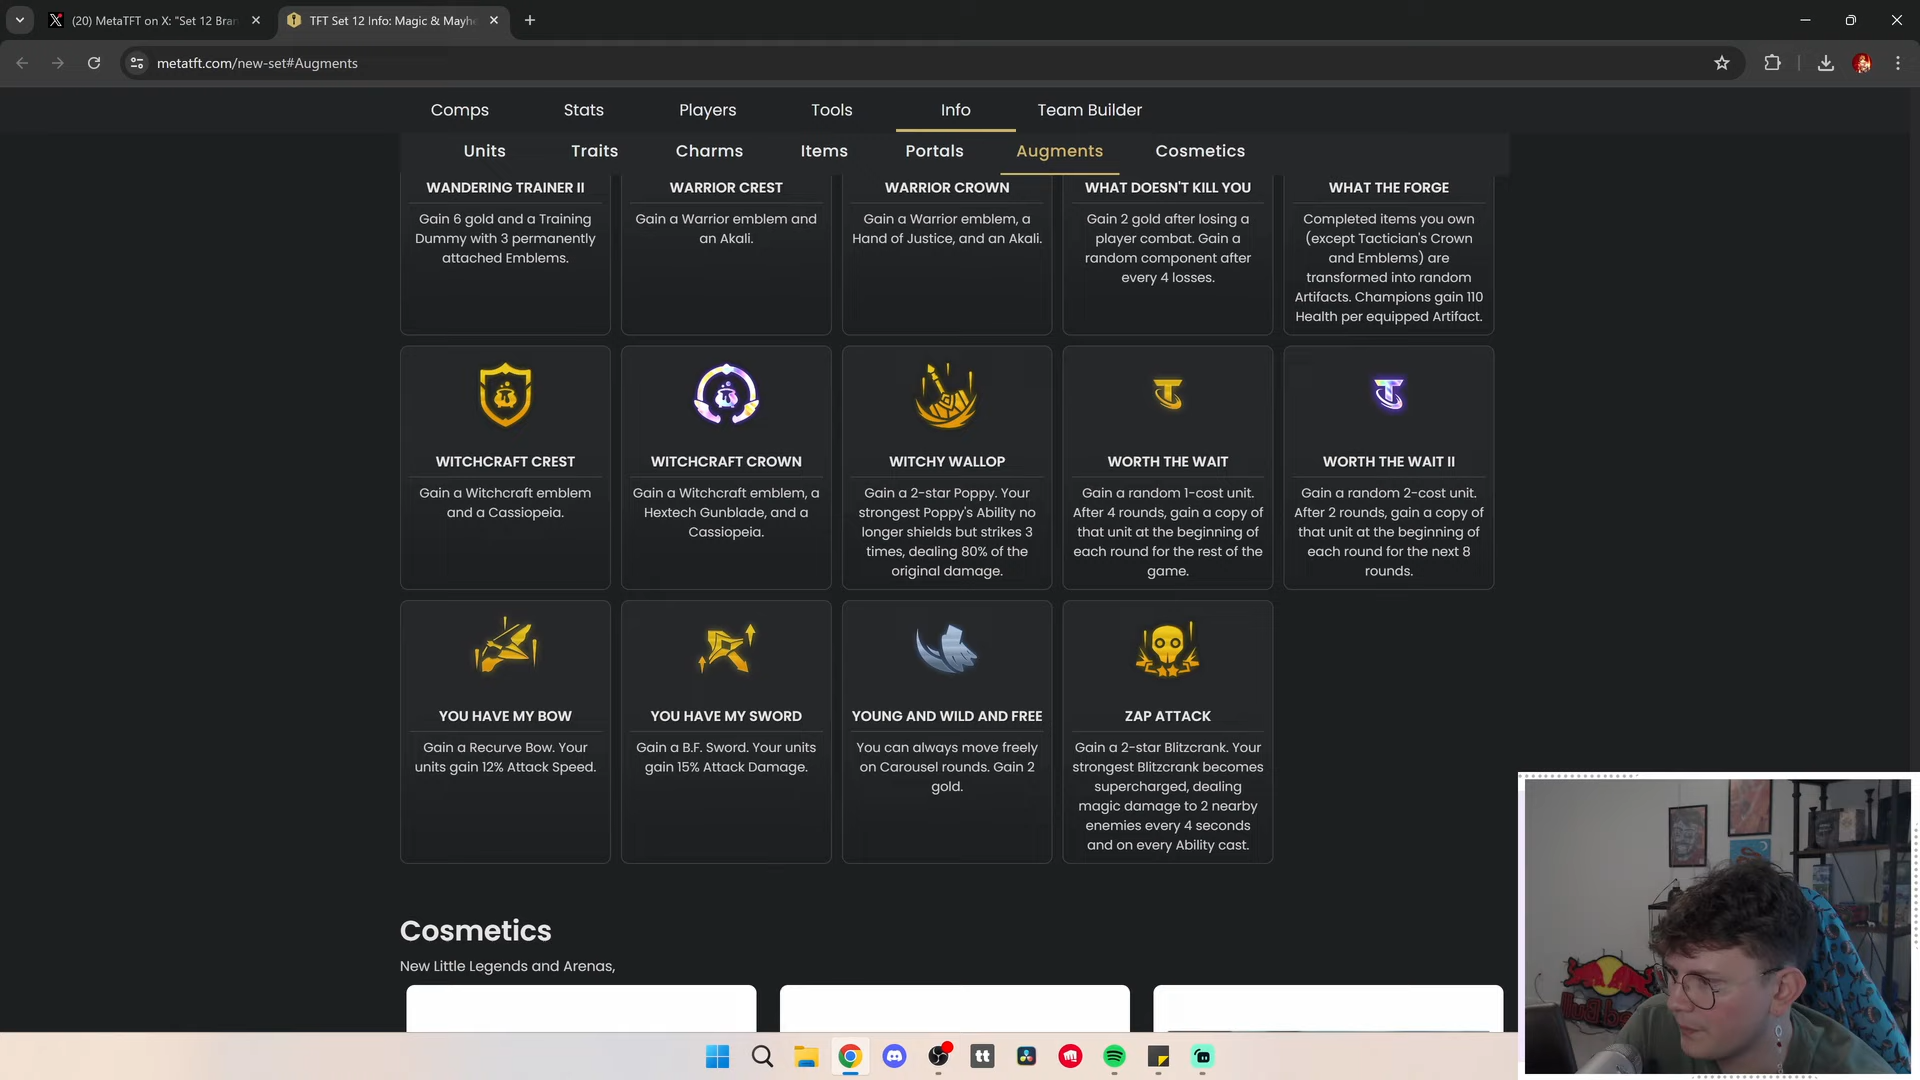 (20) MetaTFT on X: "Set 12 Bran
TFT Set 12 Info: Magic & Mayhe
metatft.com/new-set#Augments
Comps
Stats
Players
Tools
Info
Team Builder
Units
Traits
Charms
Items
Portals
Augments
Cosmetics
WANDERING TRAINER II
Gain 6 gold and a Training
Dummy with 3 permanently
attached Emblems.
WARRIOR CREST
Gain a Warrior emblem and
an Akali.
WARRIOR CROWN
Gain a Warrior emblem, a
Hand of Justice, and an Akali.
WHAT DOESN'T KILL YOU
Gain 2 gold after losing a
player combat. Gain a
random component after
every 4 losses.
WHAT THE FORGE
Completed items you own
(except Tactician's Crown
and Emblems) are
transformed into random
Artifacts. Champions gain 110
Health per equipped Artifact.
WITCHCRAFT CREST
Gain a Witchcraft emblem
and a Cassiopeia.
WITCHCRAFT CROWN
Gain a Witchcraft emblem, a
Hextech Gunblade, and a
Cassiopeia.
WITCHY WALLOP
Gain a 2-star Poppy. Your
strongest Poppy's Ability no
longer shields but strikes 3
times, dealing 80% of the
original damage.
WORTH THE WAIT
Gain a random 1-cost unit.
After 4 rounds, gain a copy of
that unit at the beginning of
each round for the rest of the
game.
WORTH THE WAIT II
Gain a random 2-cost unit.
After 2 rounds, gain a copy of
that unit at the beginning of
each round for the next 8
rounds.
YOU HAVE MY BOW
Gain a Recurve Bow. Your
units gain 12% Attack Speed.
YOU HAVE MY SWORD
Gain a B.F. Sword. Your units
gain 15% Attack Damage.
YOUNG AND WILD AND FREE
You can always move freely
on Carousel rounds. Gain 2
gold.
ZAP ATTACK
Gain a 2-star Blitzcrank. Your
strongest Blitzcrank becomes
supercharged, dealing
magic damage to 2 nearby
enemies every 4 seconds
and on every Ability cast.
Cosmetics
New Little Legends and Arenas,
tt
Red Bull